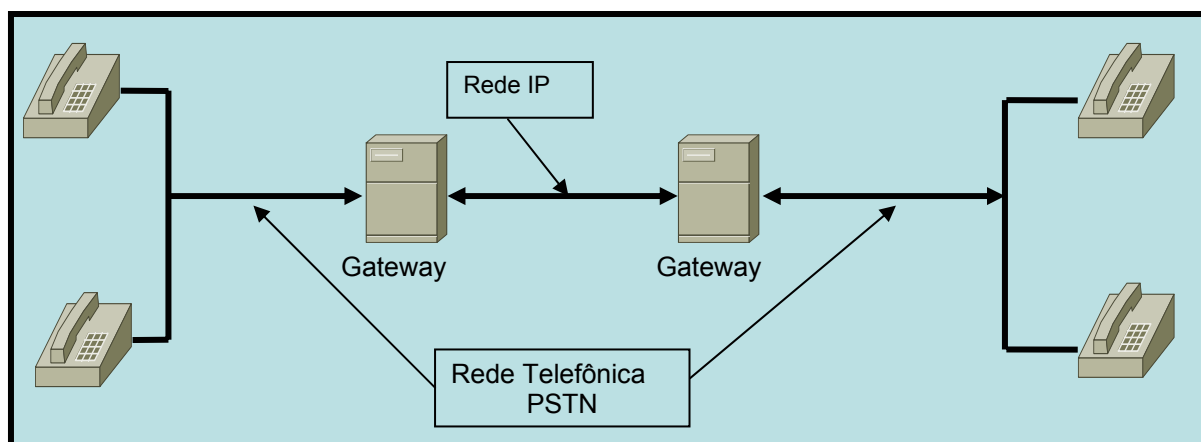 Rede IP
Gateway
Gateway
Rede Telefônica
PSTN